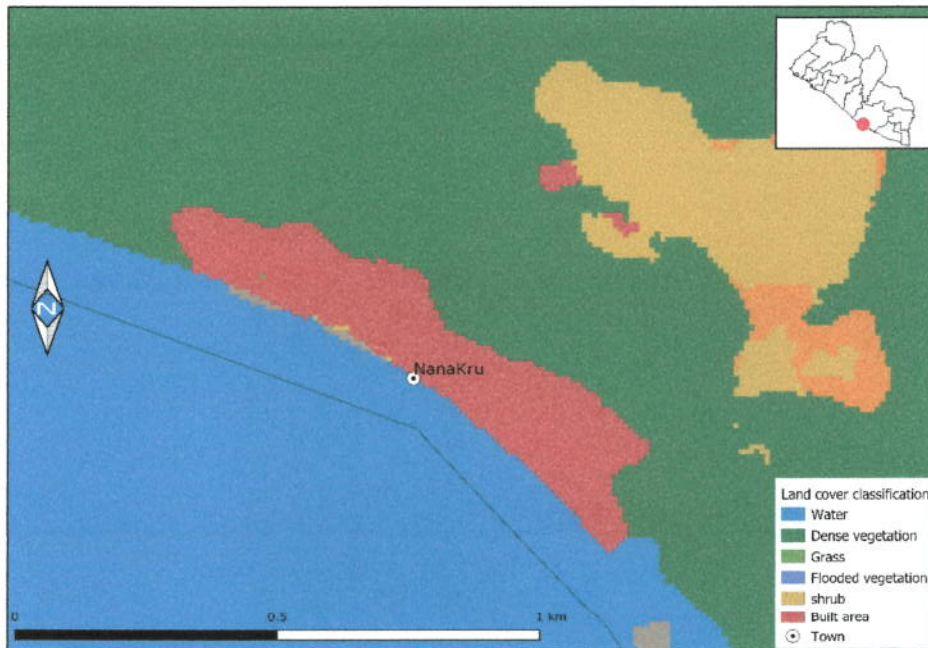 N
NanaKru
Land cover classification
Water
Dense vegetation
Grass
Flooded vegetation
shrub
Built area
Town
0 0.5 1 km